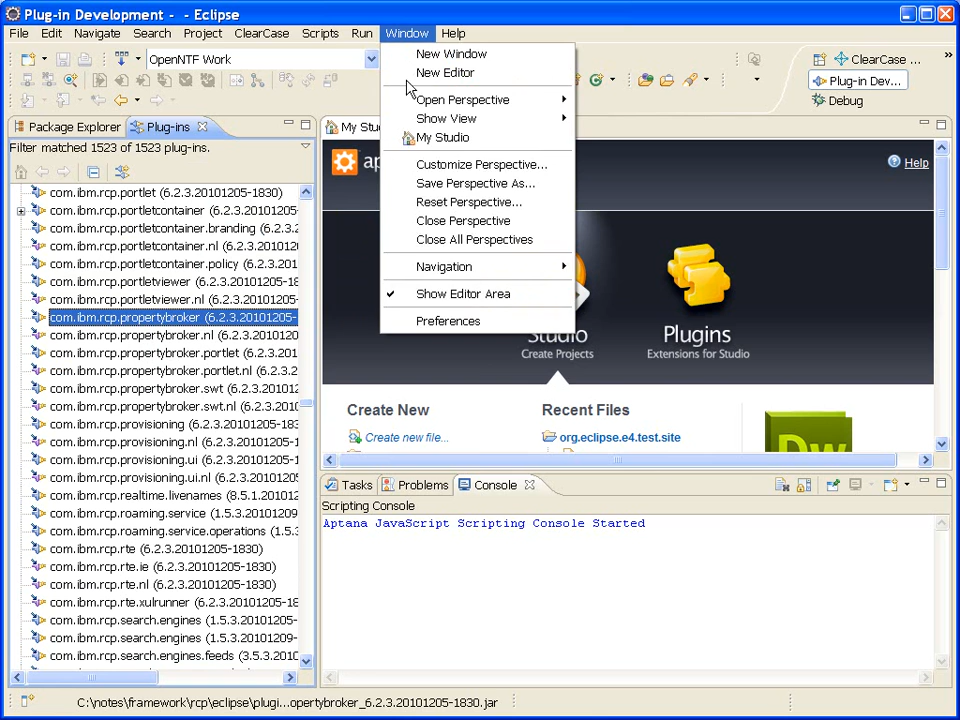 Plug-in Development - - Eclipse
File Edit Navigate Search Project ClearCase Scripts Run Window Help
OpenNTF Work
ClearCase ...
Plug-in Dev...
Debug
New Window
New Editor
Open Perspective
Show View
My Studio
Customize Perspective...
Save Perspective As...
Reset Perspective...
Close Perspective
Close All Perspectives
Navigation
Show Editor Area
Preferences
Package Explorer Plug-ins
Filter matched 1523 of 1523 plug-ins.
com.ibm.rcp.portlet (6.2.3.20101205-1830)
com.ibm.rcp.portletcontainer (6.2.3.20101205-
com.ibm.rcp.portletcontainer.branding (6.2.3.2
com.ibm.rcp.portletcontainer.nl (6.2.3.201012
com.ibm.rcp.portletcontainer.policy (6.2.3.201
com.ibm.rcp.portletviewer (6.2.3.20101205-18
com.ibm.rcp.portletviewer.nl (6.2.3.20101209-
com.ibm.rcp.propertybroker (6.2.3.20101205-
com.ibm.rcp.propertybroker.nl (6.2.3.2010120
com.ibm.rcp.propertybroker.portlet (6.2.3.201
com.ibm.rcp.propertybroker.portlet.nl (6.2.3.2
com.ibm.rcp.propertybroker.swt (6.2.3.201012
com.ibm.rcp.propertybroker.swt.nl (6.2.3.2010
com.ibm.rcp.provisioning (6.2.3.20101205-183
com.ibm.rcp.provisioning.nl (6.2.3.20101205-1
com.ibm.rcp.provisioning.ui (6.2.3.20101205-1
com.ibm.rcp.provisioning.ui.nl (6.2.3.2010120
com.ibm.rcp.realtime.livenames (8.5.1.201012
com.ibm.rcp.roaming.service (1.5.3.20101209
com.ibm.rcp.roaming.service.operations (1.5.3
com.ibm.rcp.rte (6.2.3.20101205-1830)
com.ibm.rcp.rte.ie (6.2.3.20101205-1830)
com.ibm.rcp.rte.nl (6.2.3.20101205-1830)
com.ibm.rcp.rte.xulrunner (6.2.3.20101205-18
com.ibm.rcp.search.engines (1.5.3.20101205-
com.ibm.rcp.search.engines (1.5.3.20101209-
com.ibm.rcp.search.engines.feeds (3.5.3.2010
My Stu
ap
Help
Studio
Create Projects
Plugins
Extensions for Studio
Create New
Recent Files
Create new file...
org.eclipse.e4.test.site
Dw
Tasks Problems Console
Scripting Console
Aptana JavaScript Scripting Console Started
C:\notes\framework\rcp\eclipse\plugi...opertybroker_6.2.3.20101205-1830.jar